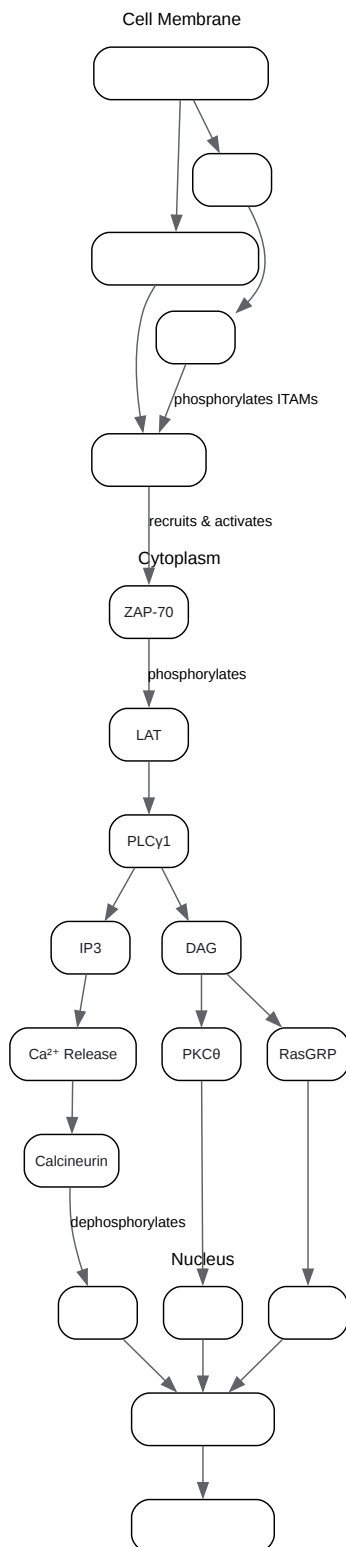 Cell Membrane
phosphorylates ITAMs
recruits & activates
Cytoplasm
ZAP-70
phosphorylates
LAT
PLCγ1
IP3
DAG
Ca²⁺ Release
PKCθ
RasGRP
Calcineurin
dephosphorylates
Nucleus